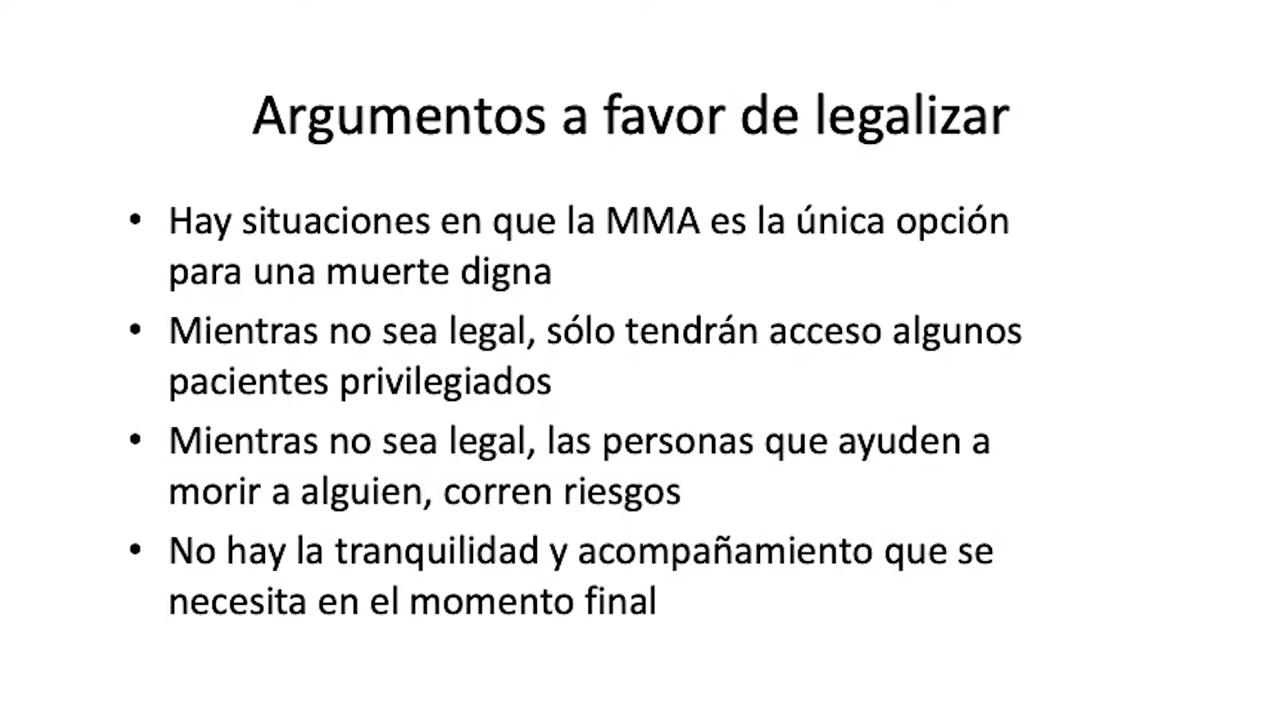 Argumentos a favor de legalizar
• Hay situaciones en que la MMA es la única opción
para una muerte digna
• Mientras no sea legal, sólo tendrán acceso algunos
pacientes privilegiados
• Mientras no sea legal, las personas que ayuden a
morir a alguien, corren riesgos
• No hay la tranquilidad y acompañamiento que se
necesita en el momento final